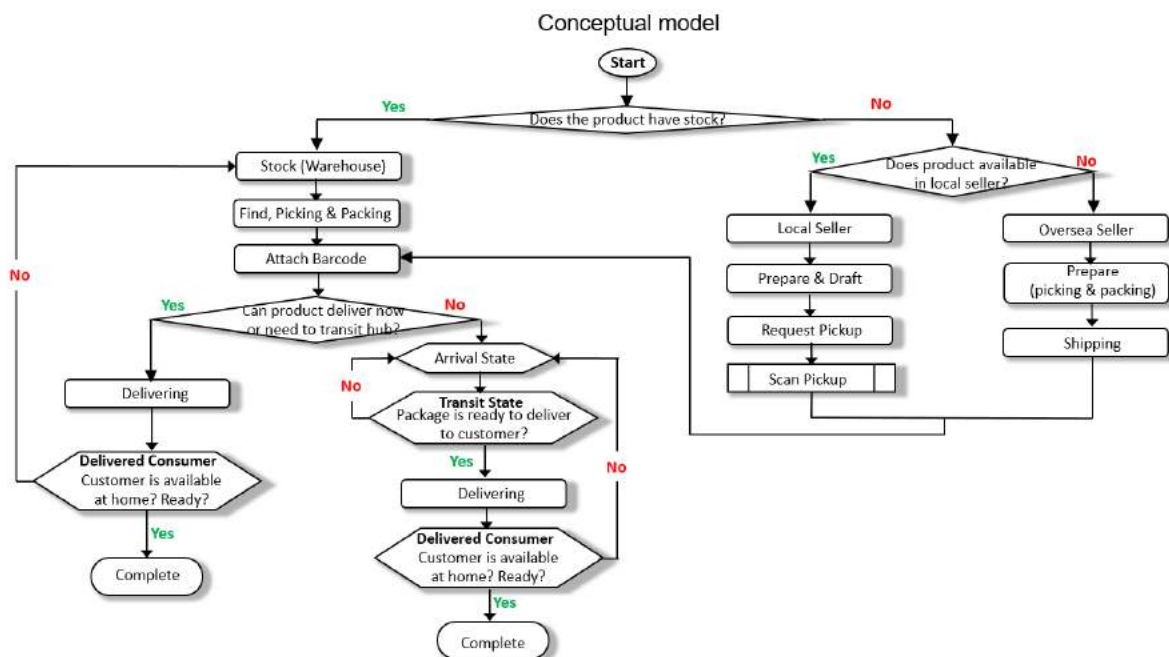 Conceptual model
Start
Yes
No
Does the product have stock?
Stock (Warehouse)
Yes
Does product available
in local seller?
No
Find, Picking & Packing
Local Seller
Oversea Seller
Attach Barcode
No
Prepare & Draft
Prepare
(picking & packing)
Yes
Can product deliver now
or need to transit hub?
No
Request Pickup
Shipping
Arrival State
Scan Pickup
No
Delivering
Transit State
Package is ready to deliver
to customer?
Yes
No
Delivered Consumer
Customer is available
at home? Ready?
Delivering
Yes
Delivered Consumer
Customer is available
at home? Ready?
Complete
Yes
Complete